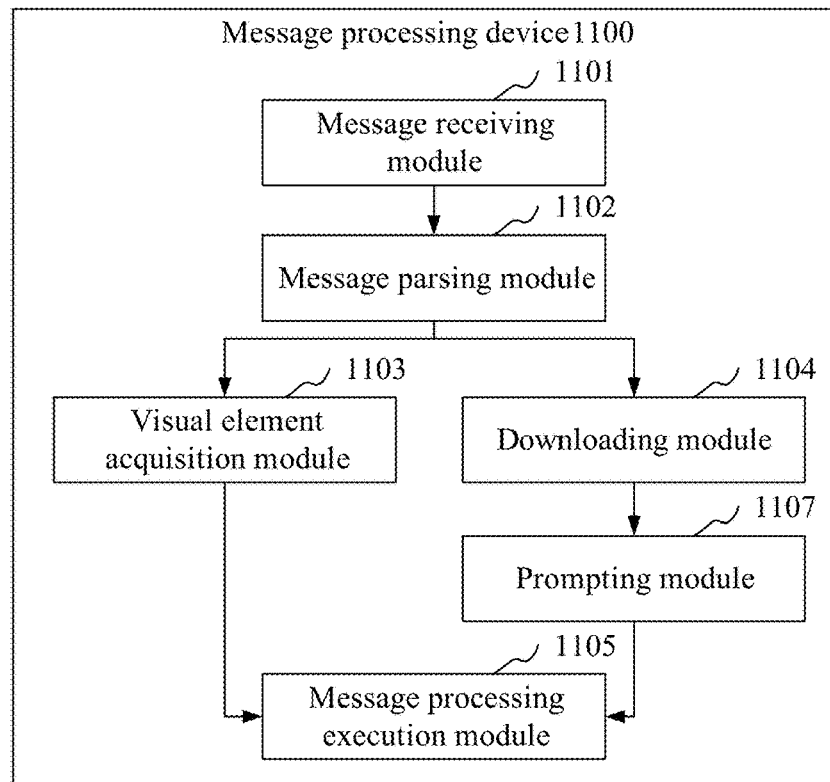 Message processing device1100
1101
Message receiving
module
1102
Message parsing module
1103
Visual element
acquisition module
1104
Downloading module
1107
Prompting module
1105
Message processing
execution module